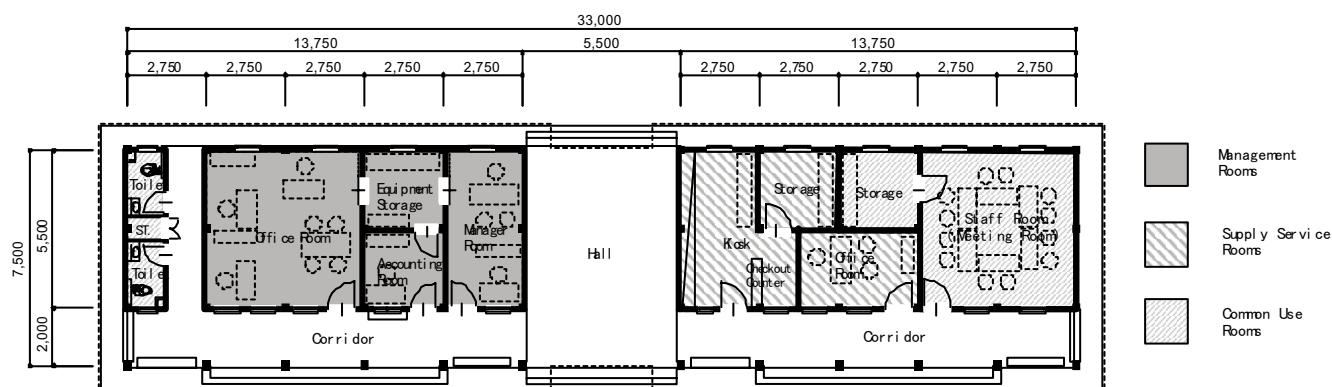 33,000
13,750
5,500
13,750
2,750
2,750
2,750
2,750
2,750
2,750
2,750
2,750
2,750
2,750
7,500
5,500
2,000
Toile
ST.
Toile
Office Room
Equipment
Storage
Accounting
Room
Manager
Room
Hall
Kiosk
Checkout
Counter
Storage
Storage
Office
Room
Staff Room
(Meeting Room)
Corridor
Corridor
Management
Rooms
Supply Service
Rooms
Common Use
Rooms